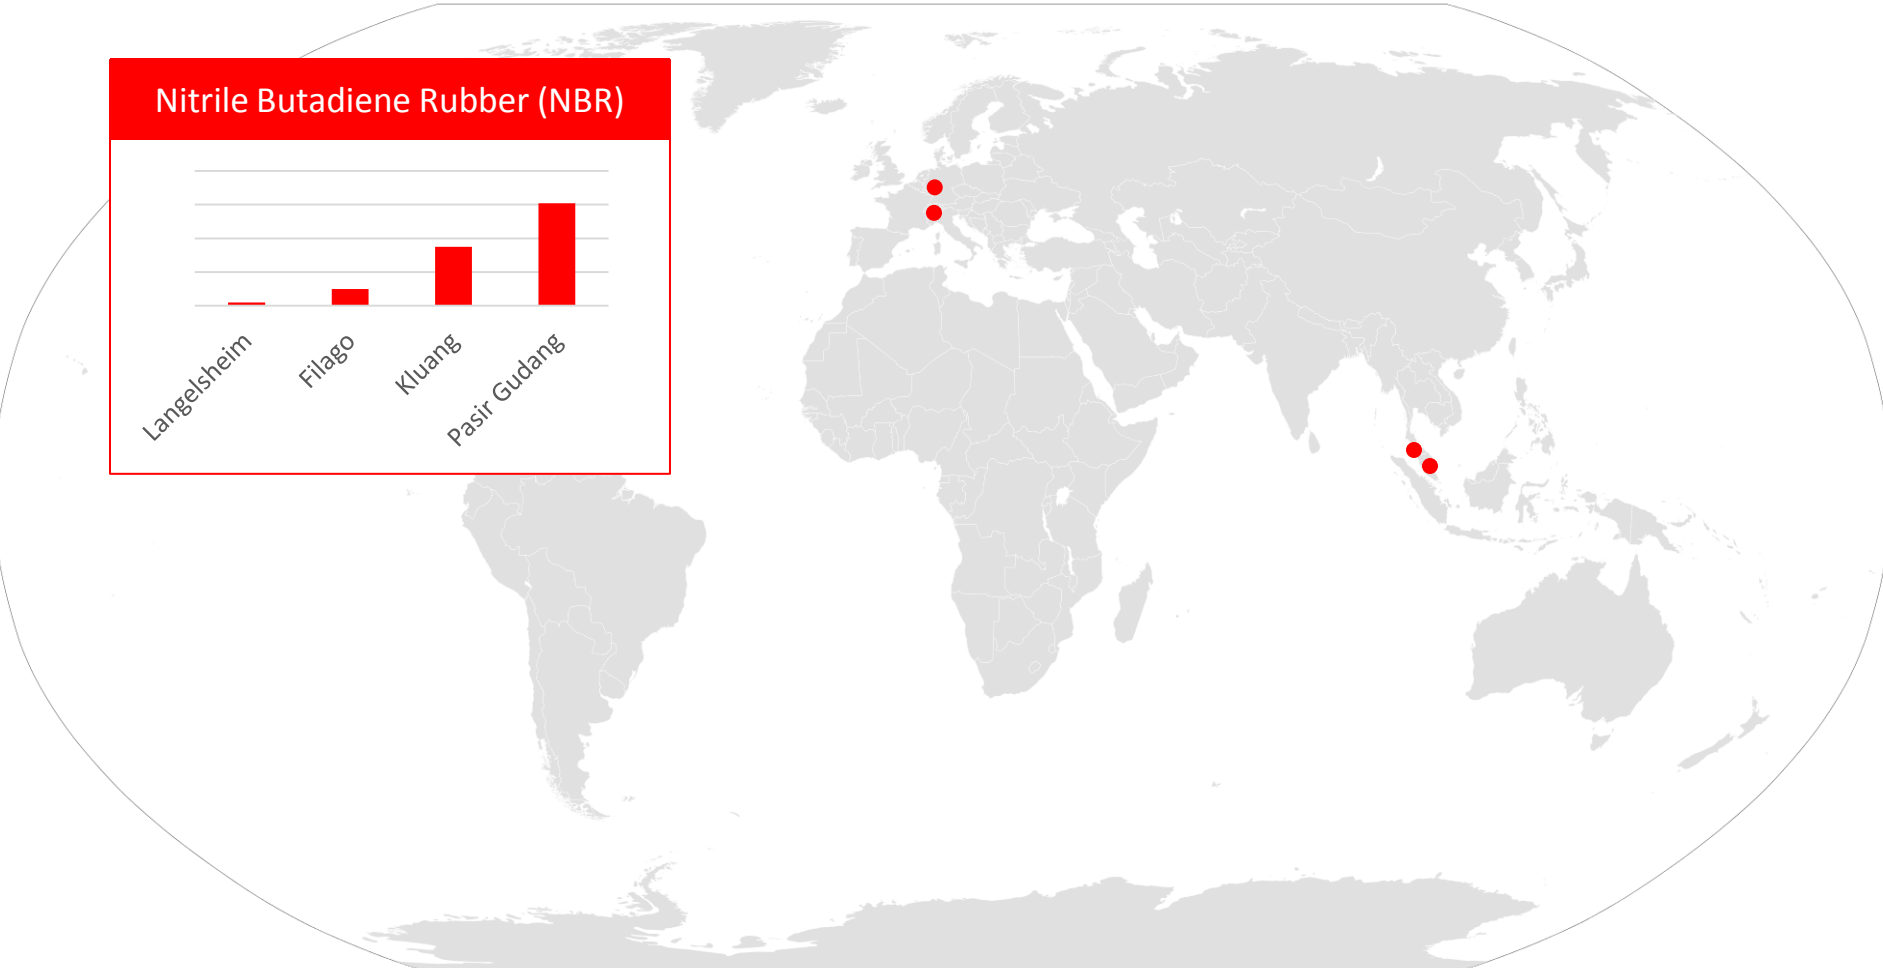 Nitrile Butadiene Rubber (NBR)
Langelsheim
Filago
Kluang
Pasir Gudang